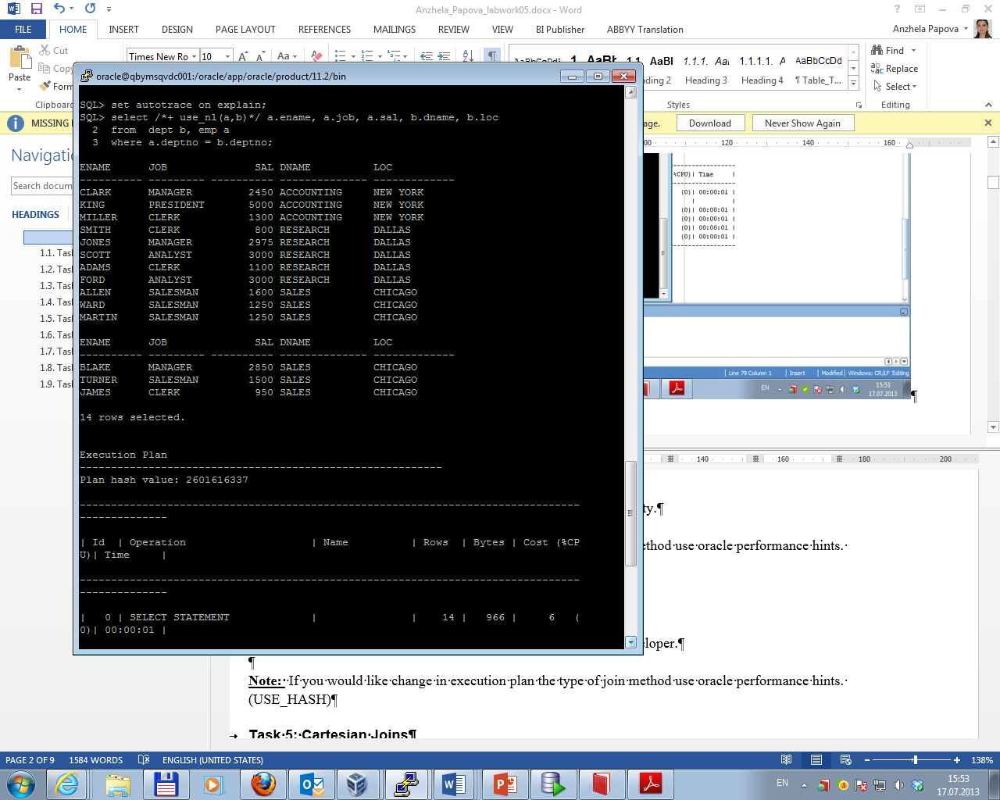 Anzhela_Papova_labwork05.docx - Word
FILE HOME INSERT DESIGN PAGE LAYOUT REFERENCES MAILINGS REVIEW VIEW BI Publisher ABBYY Translation Anzhela Papova
Paste
Cut
Copy
Form
Clipboard
Times New Ro 10
AaBbCcDd
AaBb
1.1
AaBl
1.1.1.
1.1.1.1.
AaBbCcDd
Heading 3 Heading 4 ¶ Table_T...
Styles
Find
Replace
Select
Editing
MISSING
age. Download Never Show Again
Navigation
Search docum
HEADINGS
1.1. Tas
1.2. Tas
1.3. Tas
1.4. Tas
1.5. Tas
1.6. Tas
1.7. Tas
1.8. Tas
1.9. Tas
oracle@qbymsqvdc001:/oracle/app/oracle/product/11.2/bin
SQL> set autotrace on explain;
SQL> select /*+ use_nl(a,b)*/ a.ename, a.job, a.sal, b.dname, b.loc
2 from dept b, emp a
3 where a.deptno = b.deptno;
ENAME JOB SAL DNAME LOC
---------- --------- ---------- -------------- -------------
CLARK MANAGER 2450 ACCOUNTING NEW YORK
KING PRESIDENT 5000 ACCOUNTING NEW YORK
MILLER CLERK 1300 ACCOUNTING NEW YORK
SMITH CLERK 800 RESEARCH DALLAS
JONES MANAGER 2975 RESEARCH DALLAS
SCOTT ANALYST 3000 RESEARCH DALLAS
ADAMS CLERK 1100 RESEARCH DALLAS
FORD ANALYST 3000 RESEARCH DALLAS
ALLEN SALESMAN 1600 SALES CHICAGO
WARD SALESMAN 1250 SALES CHICAGO
MARTIN SALESMAN 1250 SALES CHICAGO
ENAME JOB SAL DNAME LOC
---------- --------- ---------- -------------- -------------
BLAKE MANAGER 2850 SALES CHICAGO
TURNER SALESMAN 1500 SALES CHICAGO
JAMES CLERK 950 SALES CHICAGO
14 rows selected.
Execution Plan
----------------------------------------------------------
Plan hash value: 2601616337
--------------------------------------------------------------------------------
--------------
| Id | Operation | Name | Rows | Bytes | Cost (%CP
U)| Time |
--------------------------------------------------------------------------------
--------------
| 0 | SELECT STATEMENT | | 14 | 966 | 6 (
0)| 00:00:01 |
100 120 140 160
%CPU)| Time |
(0)| 00:00:01 |
| |
(0)| 00:00:01 |
(0)| 00:00:01 |
(0)| 00:00:01 |
(0)| 00:00:01 |
Line 79 Column 1 | Insert | Modified | Windows: CR/LF Editing
EN 15:53
17.07.2013
¶
140 160 180 200
ty.¶
ethod·use·oracle·performance·hints.·
loper.¶
¶
Note:·If·you·would·like·change·in·execution·plan·the·type·of·join·method·use·oracle·performance·hints.·
(USE_HASH)¶
Task·5:·Cartesian·Joins¶
PAGE 2 OF 9 1584 WORDS ENGLISH (UNITED STATES) 138%
EN 15:53
17.07.2013